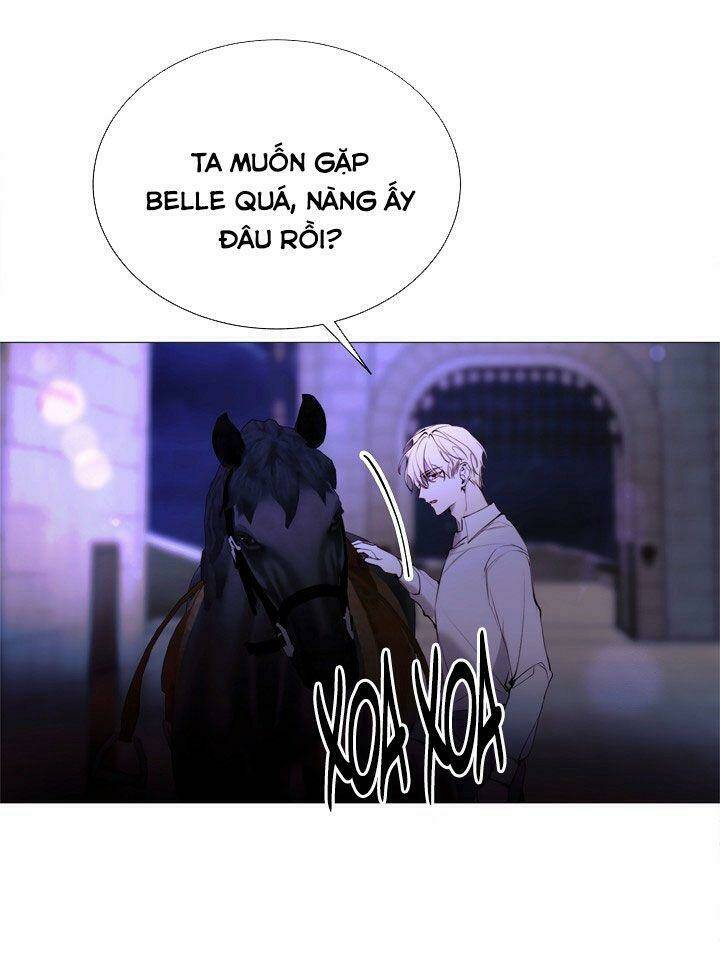 TA MUỐN GẶP
BELLE QUÁ, NÀNG ẤY
ĐÂU RỒI?
XOA XOA